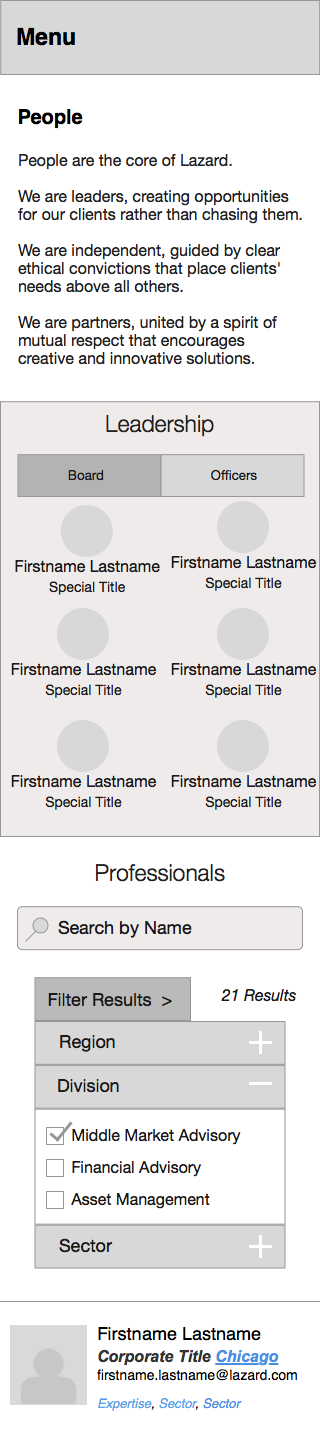 Menu
People
People are the core of Lazard.
We are leaders, creating opportunities
for our clients rather than chasing them.
We are independent, guided by clear
ethical convictions that place clients'
needs above all others.
We are partners, united by a spirit of
mutual respect that encourages
creative and innovative solutions.
Leadership
Board Officers
Firstname Lastname Firstname Lastname
Special Title Special Title
Firstname Lastname Firstname Lastname
Special Title Special Title
Firstname Lastname Firstname Lastname
Special Title Special Title
Professionals
Search by Name
Filter Results > 21 Results
Region
Division
Middle Market Advisory
Financial Advisory
Asset Management
Sector
Firstname Lastname
Corporate Title Chicago
firstname.lastname@lazard.com
Expertise, Sector, Sector